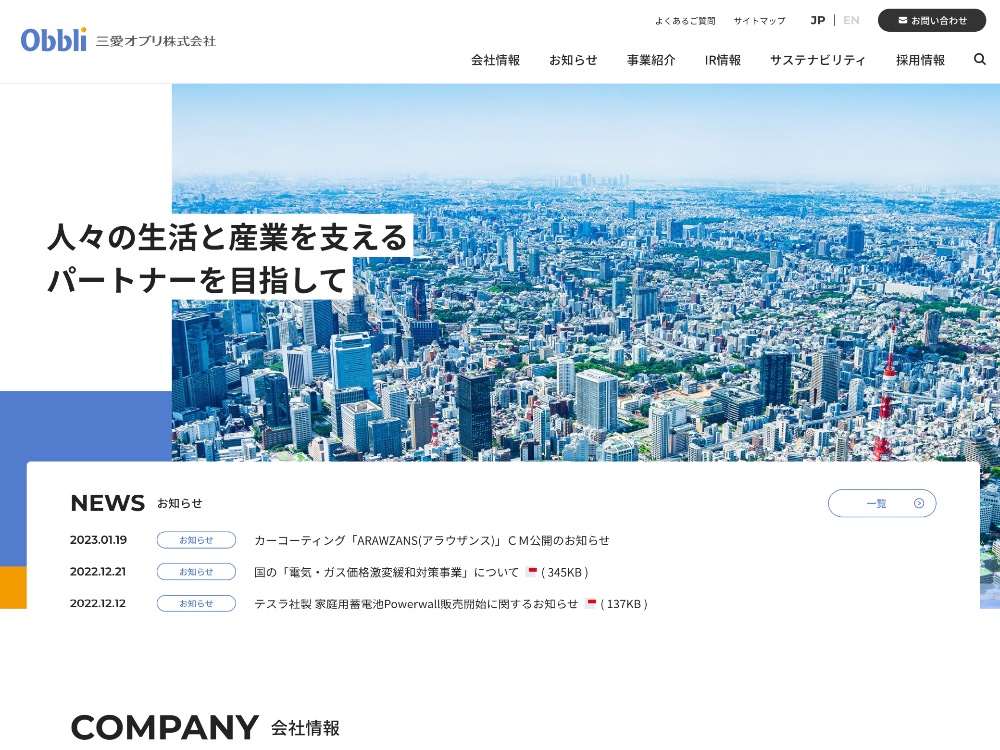 Obbli 三愛オブリ株式会社
よくあるご質問 サイトマップ JP EN お問い合わせ
会社情報 お知らせ 事業紹介 IR情報 サステナビリティ 採用情報
人々の生活と産業を支える
パートナーを目指して
NEWS お知らせ 一覧
2023.01.19 お知らせ カーコーティング「ARAWZANS(アラウザンス)」ＣＭ公開のお知らせ
2022.12.21 お知らせ 国の「電気・ガス価格激変緩和対策事業」について ( 345KB )
2022.12.12 お知らせ テスラ社製 家庭用蓄電池Powerwall販売開始に関するお知らせ ( 137KB )
COMPANY 会社情報